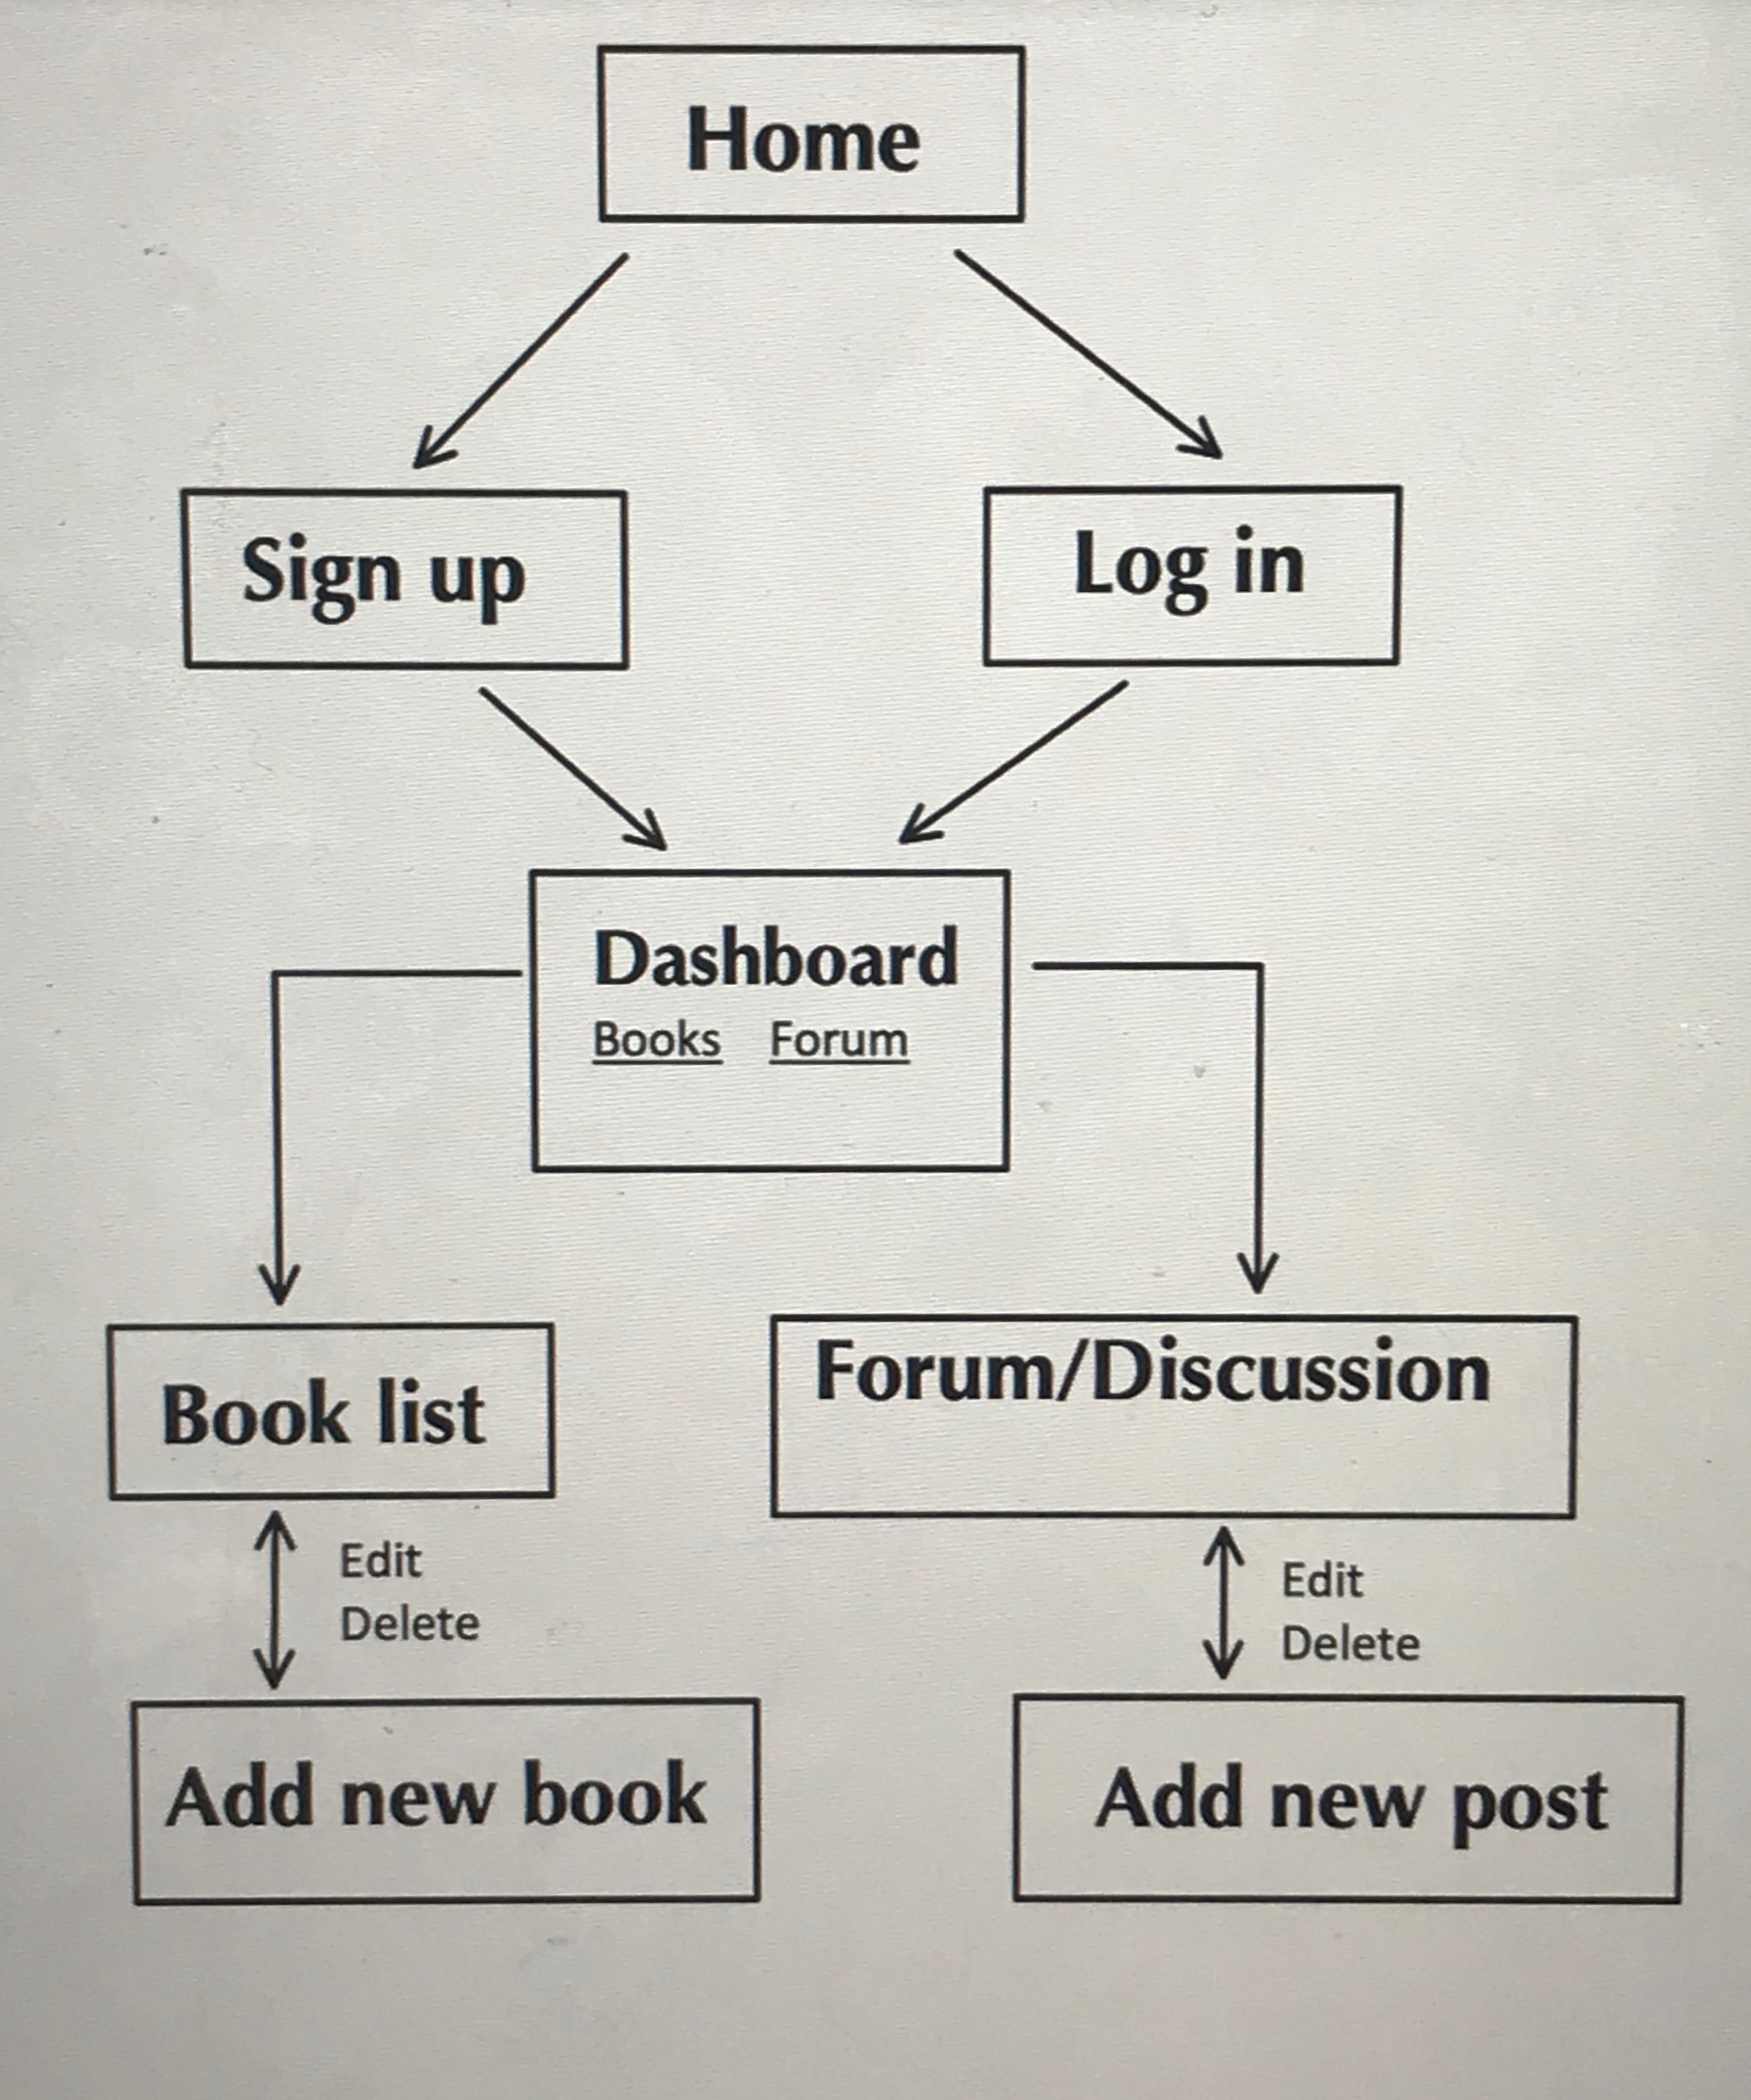 Home
Sign up
Log in
Dashboard
Books Forum
Book list
Forum/Discussion
Edit
Delete
Edit
Delete
Add new book
Add new post